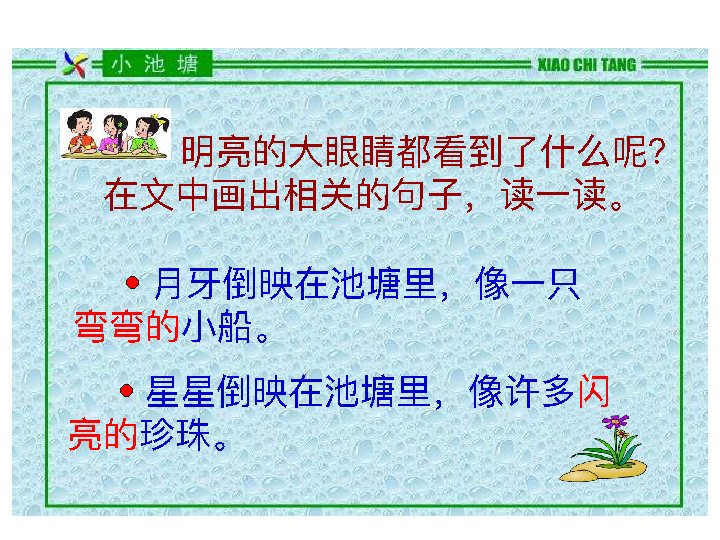 小 池 塘
XIAO CHI TANG
明亮的大眼睛都看到了什么呢?
在文中画出相关的句子，读一读。
•月牙倒映在池塘里，像一只
弯弯的小船。
•星星倒映在池塘里，像许多闪
亮的珍珠。